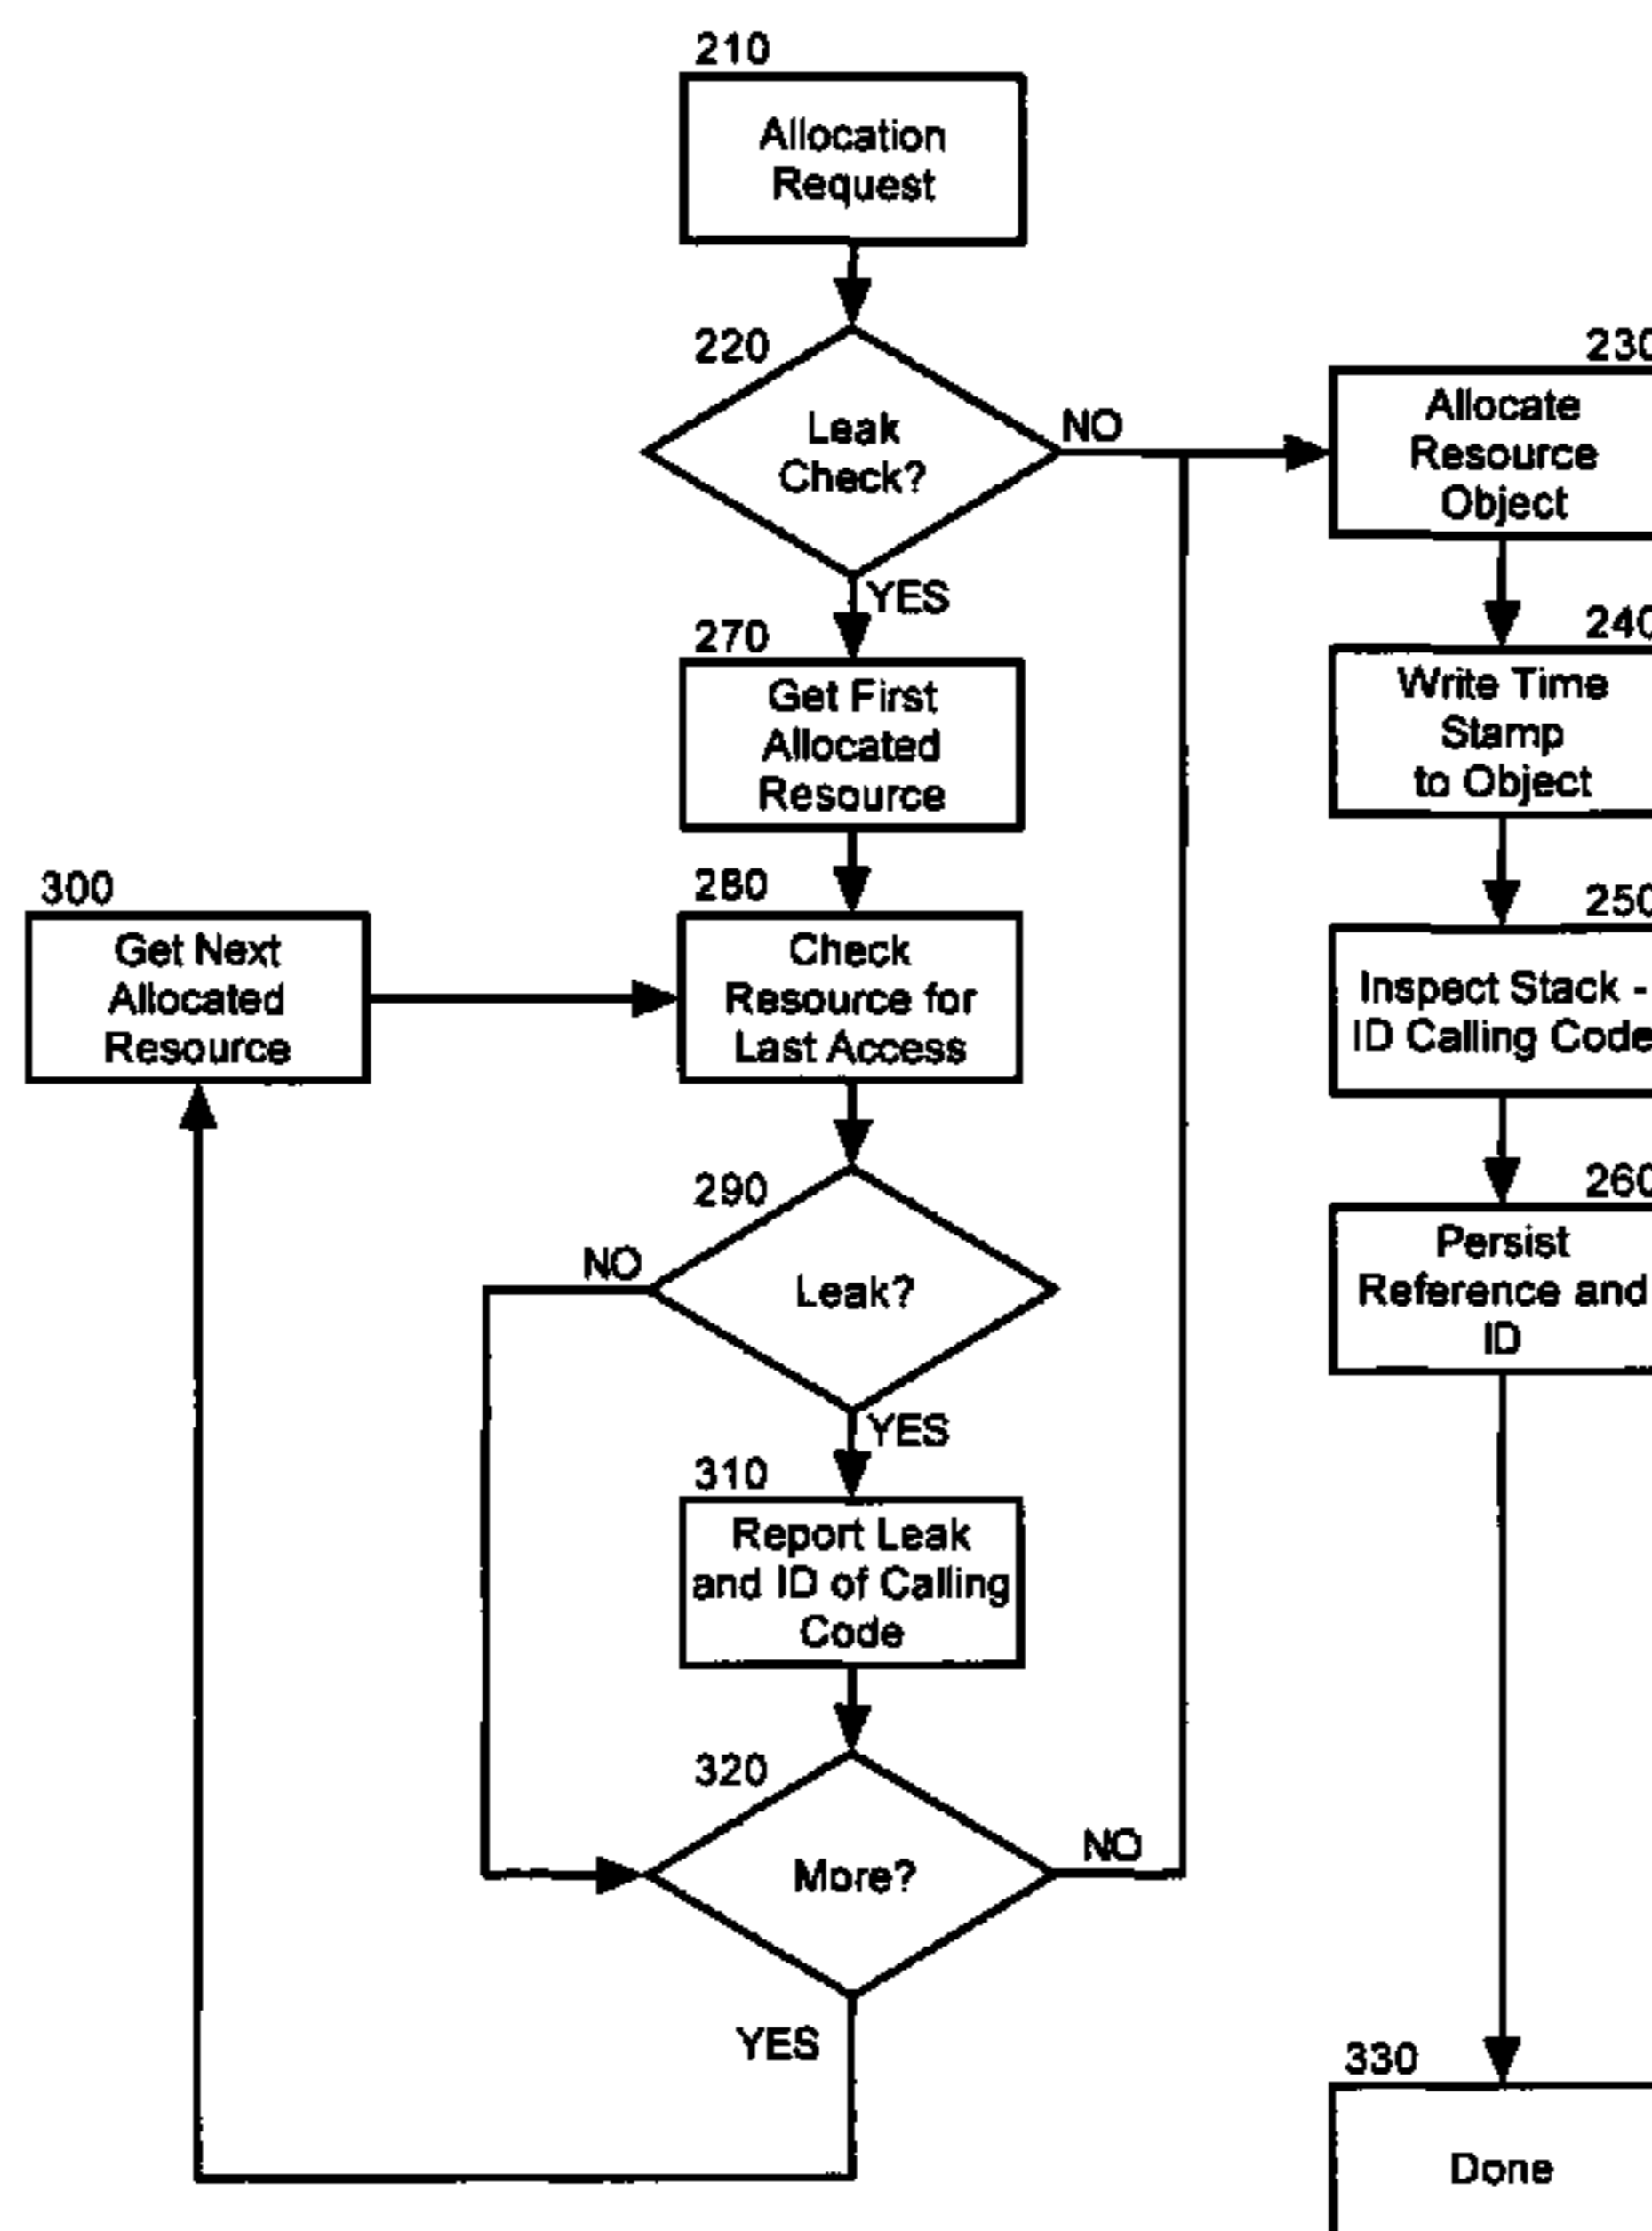 210
Allocation
Request
220
Leak
Check?
NO
YES
230
Allocate
Resource
Object
240
Write Time
Stamp
to Object
250
Inspect Stack -
ID Calling Code
260
Persist
Reference and
ID
270
Get First
Allocated
Resource
300
Get Next
Allocated
Resource
280
Check
Resource for
Last Access
290
NO
Leak?
YES
310
Report Leak
and ID of Calling
Code
320
More?
NO
YES
330
Done